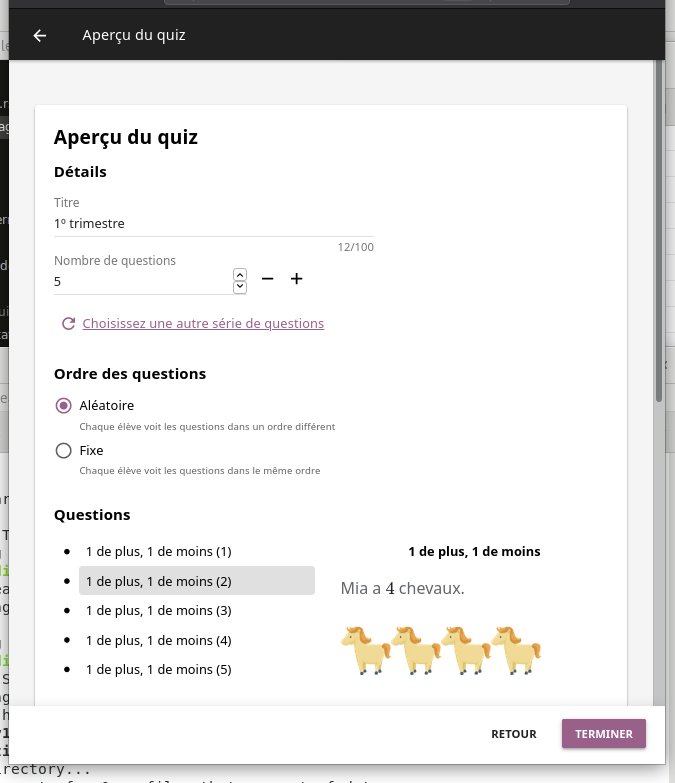 Aperçu du quiz
Aperçu du quiz
Détails
Titre
1º trimestre
12/100
Nombre de questions
5
Choisissez une autre série de questions
Ordre des questions
Aléatoire
Chaque élève voit les questions dans un ordre différent
Fixe
Chaque élève voit les questions dans le même ordre
Questions
1 de plus, 1 de moins (1)
1 de plus, 1 de moins (2)
1 de plus, 1 de moins (3)
1 de plus, 1 de moins (4)
1 de plus, 1 de moins (5)
1 de plus, 1 de moins
Mia a 4 chevaux.
RETOUR
TERMINER